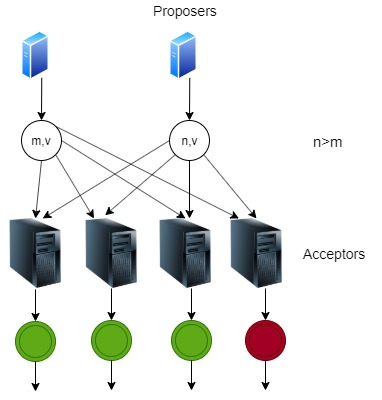 Proposers
m,v
n,v
n>m
Acceptors